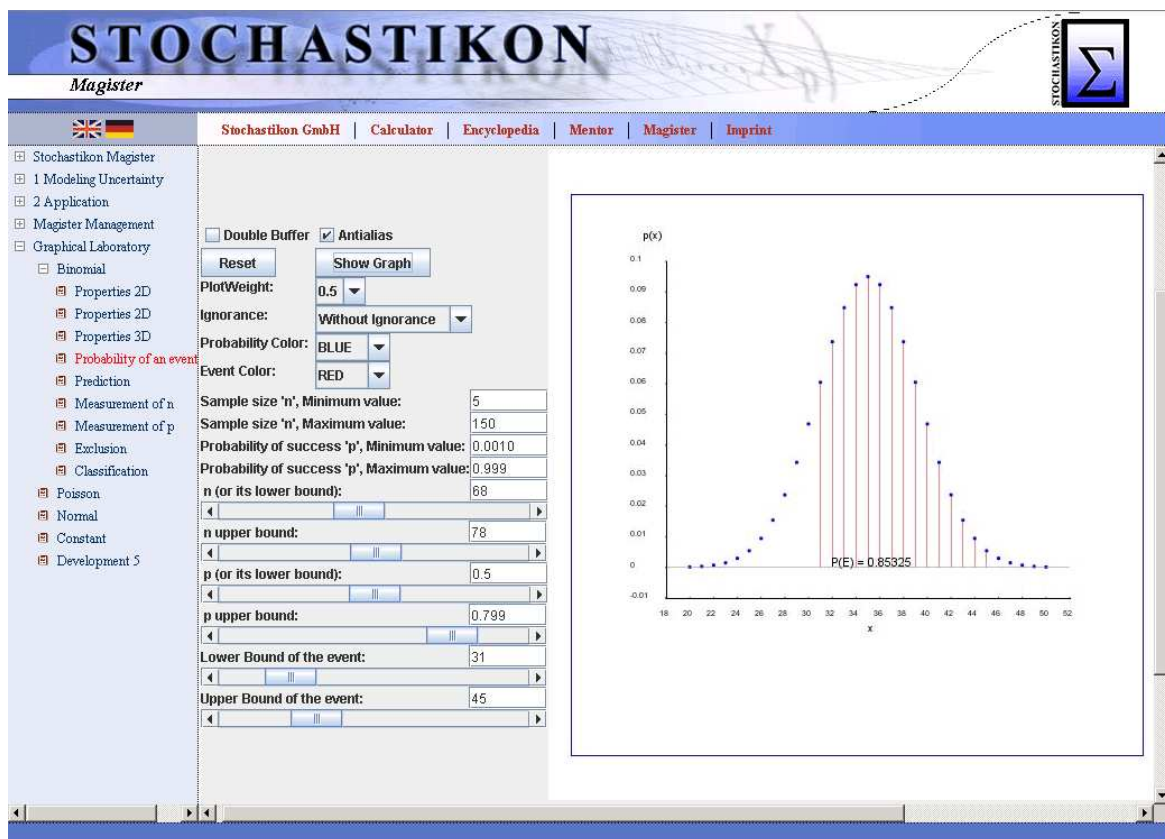 STOCHASTIKON
Magister
STOCHASTIKON
Σ
Stochastikon GmbH | Calculator | Encyclopedia | Mentor | Magister | Imprint
Stochastikon Magister
1 Modeling Uncertainty
2 Application
Magister Management
Graphical Laboratory
Binomial
Properties 2D
Properties 2D
Properties 3D
Probability of an event
Prediction
Measurement of n
Measurement of p
Exclusion
Classification
Poisson
Normal
Constant
Development 5
Double Buffer Antialias
Reset Show Graph
PlotWeight: 0.5
Ignorance: Without Ignorance
Probability Color: BLUE
Event Color: RED
Sample size 'n', Minimum value: 5
Sample size 'n', Maximum value: 150
Probability of success 'p', Minimum value: 0.0010
Probability of success 'p', Maximum value: 0.999
n (or its lower bound): 68
n upper bound: 78
p (or its lower bound): 0.5
p upper bound: 0.799
Lower Bound of the event: 31
Upper Bound of the event: 45
p(x)
0.1
0.09
0.08
0.07
0.06
0.05
0.04
0.03
0.02
0.01
0
-0.01
P(E) = 0.85325
18 20 22 24 26 28 30 32 34 36 38 40 42 44 46 48 50 52
x